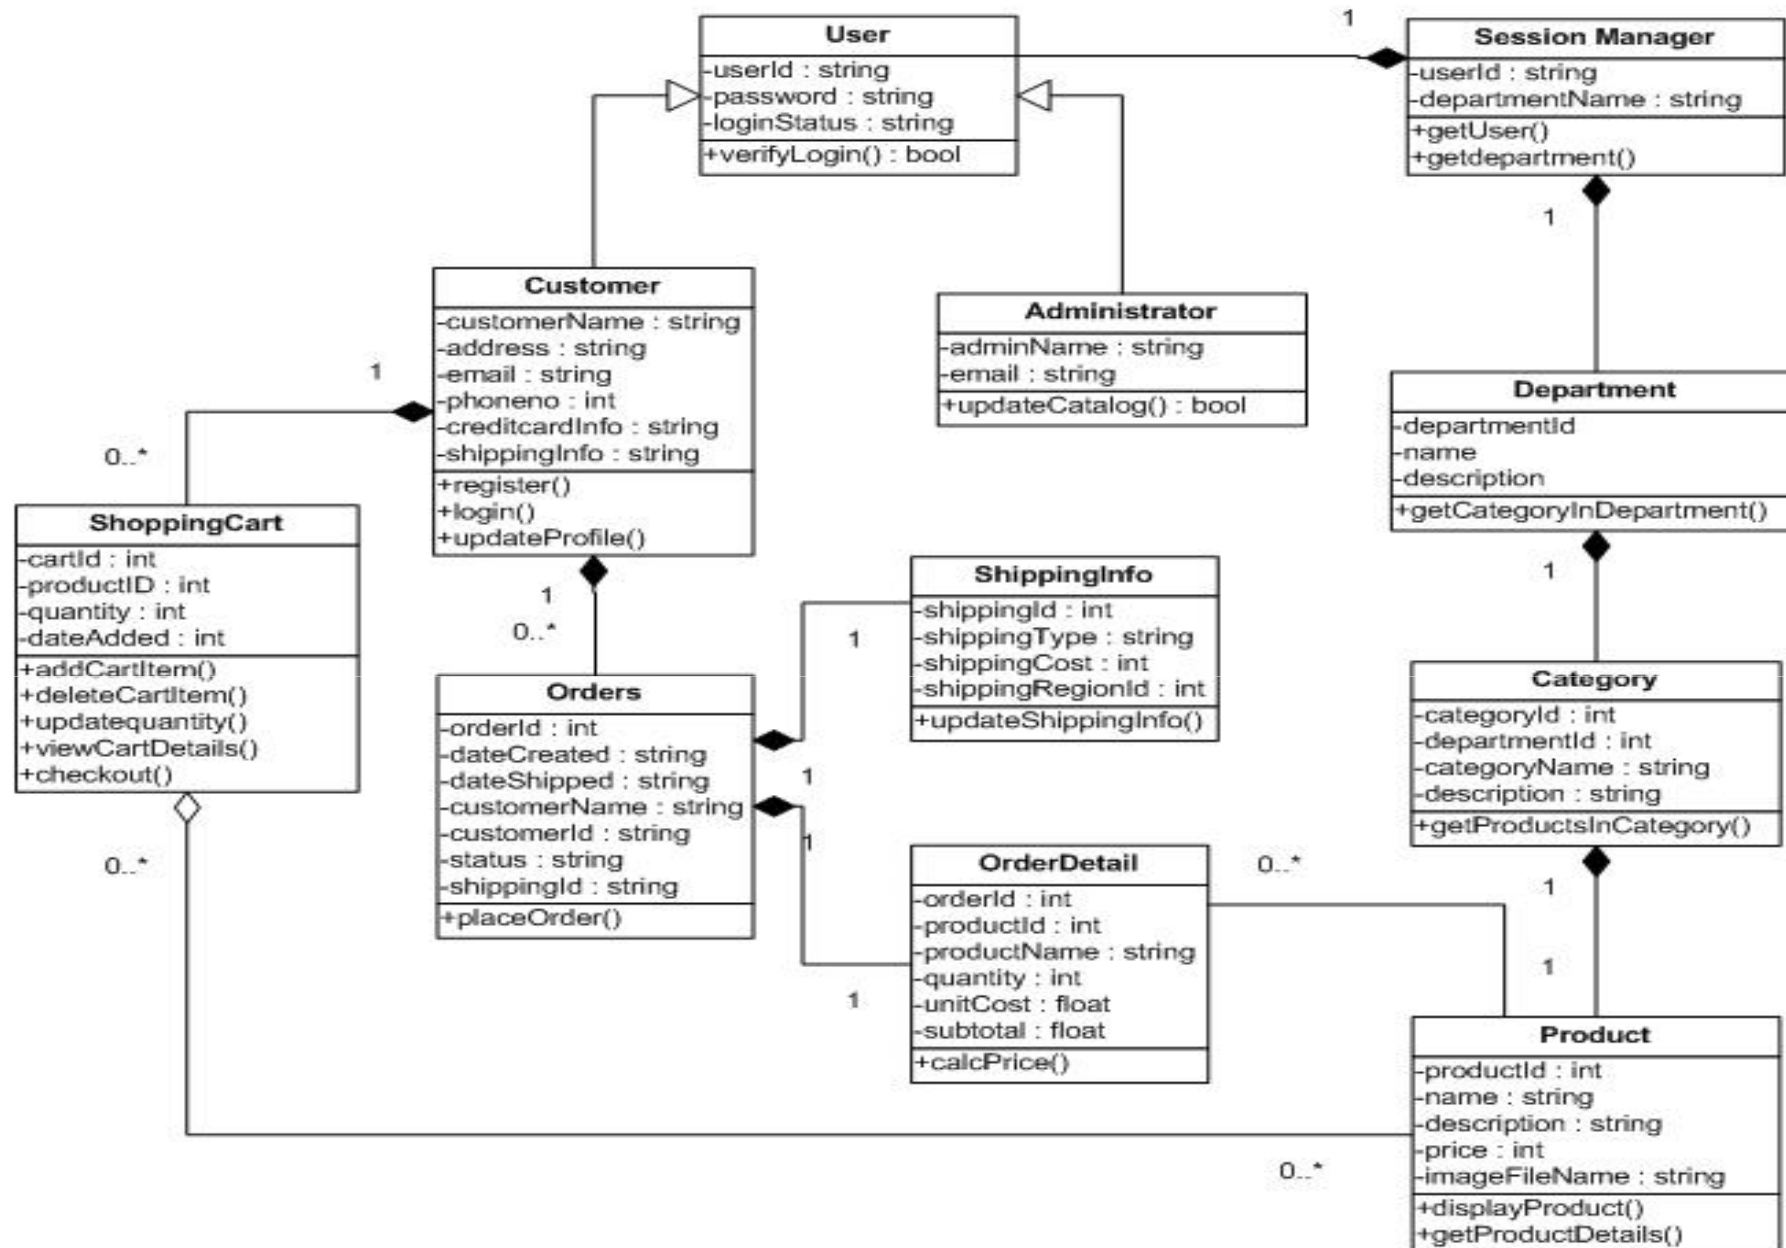 User
-userId : string
-password : string
-loginStatus : string
+verifyLogin() : bool
1
Session Manager
-userId : string
-departmentName : string
+getUser()
+getdepartment()
1
Customer
-customerName : string
-address : string
-email : string
-phoneno : int
-creditcardInfo : string
-shippingInfo : string
+register()
+login()
+updateProfile()
Administrator
-adminName : string
-email : string
+updateCatalog() : bool
Department
-departmentId
-name
-description
+getCategoryInDepartment()
1
1
0..*
ShoppingCart
-cartId : int
-productID : int
-quantity : int
-dateAdded : int
+addCartItem()
+deleteCartItem()
+updatequantity()
+viewCartDetails()
+checkout()
0..*
1
0..*
Orders
-orderId : int
-dateCreated : string
-dateShipped : string
-customerName : string
-customerId : string
-status : string
-shippingId : string
+placeOrder()
1
1
1
1
ShippingInfo
-shippingId : int
-shippingType : string
-shippingCost : int
-shippingRegionId : int
+updateShippingInfo()
Category
-categoryId : int
-departmentId : int
-categoryName : string
-description : string
+getProductsInCategory()
1
1
OrderDetail
-orderId : int
-productId : int
-productName : string
-quantity : int
-unitCost : float
-subtotal : float
+calcPrice()
0..*
0..*
Product
-productId : int
-name : string
-description : string
-price : int
-imageFileName : string
+displayProduct()
+getProductDetails()